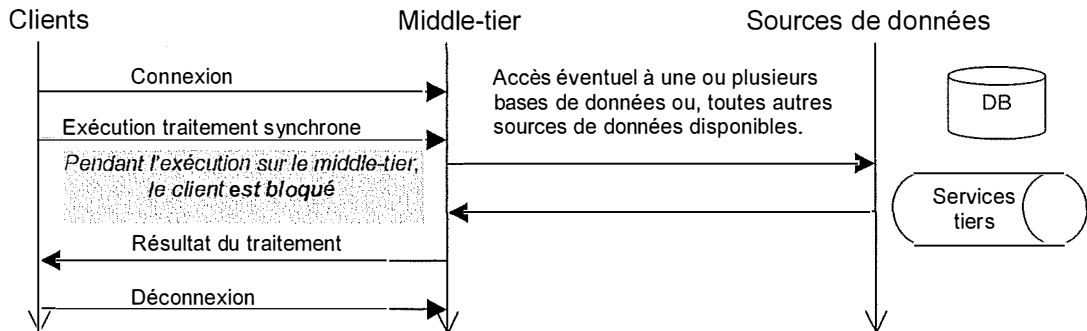 Clients
Middle-tier
Sources de données
Connexion
Accès éventuel à une ou plusieurs
bases de données ou, toutes autres
sources de données disponibles.
DB
Exécution traitement synchrone
Pendant l'exécution sur le middle-tier,
le client est bloqué
Services
tiers
Résultat du traitement
Déconnexion